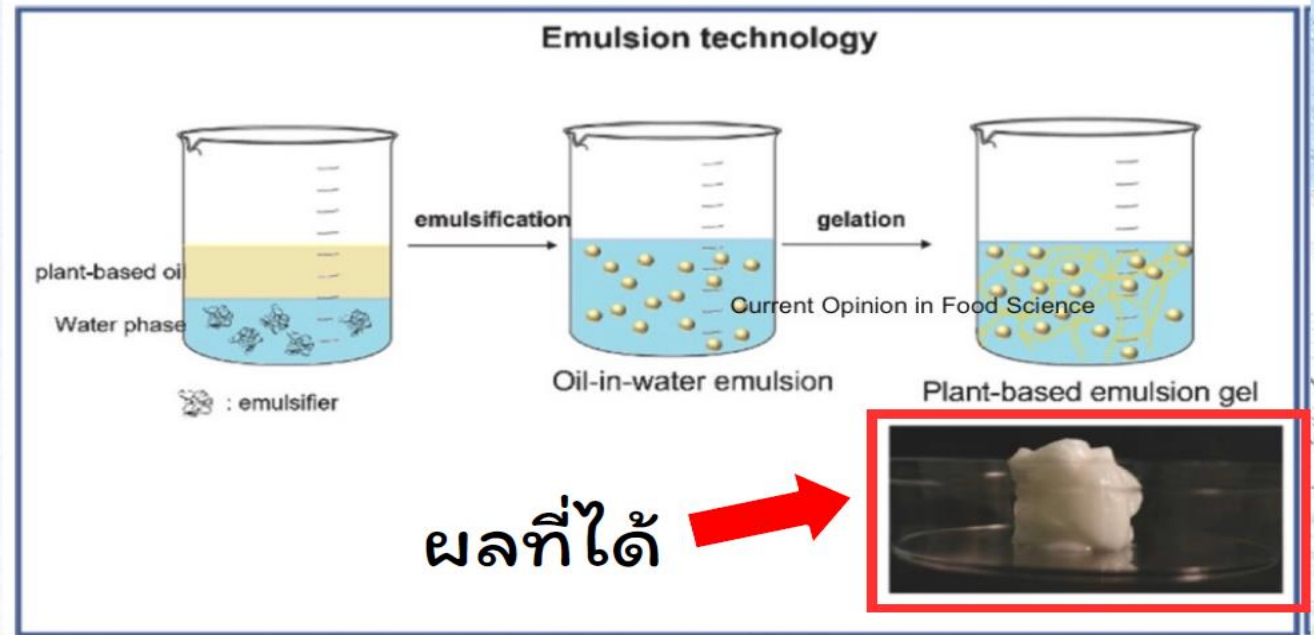 Emulsion technology
emulsification
gelation
plant-based oil
Water phase
Current Opinion in Food Science
: emulsifier
Oil-in-water emulsion
Plant-based emulsion gel
ผลที่ได้